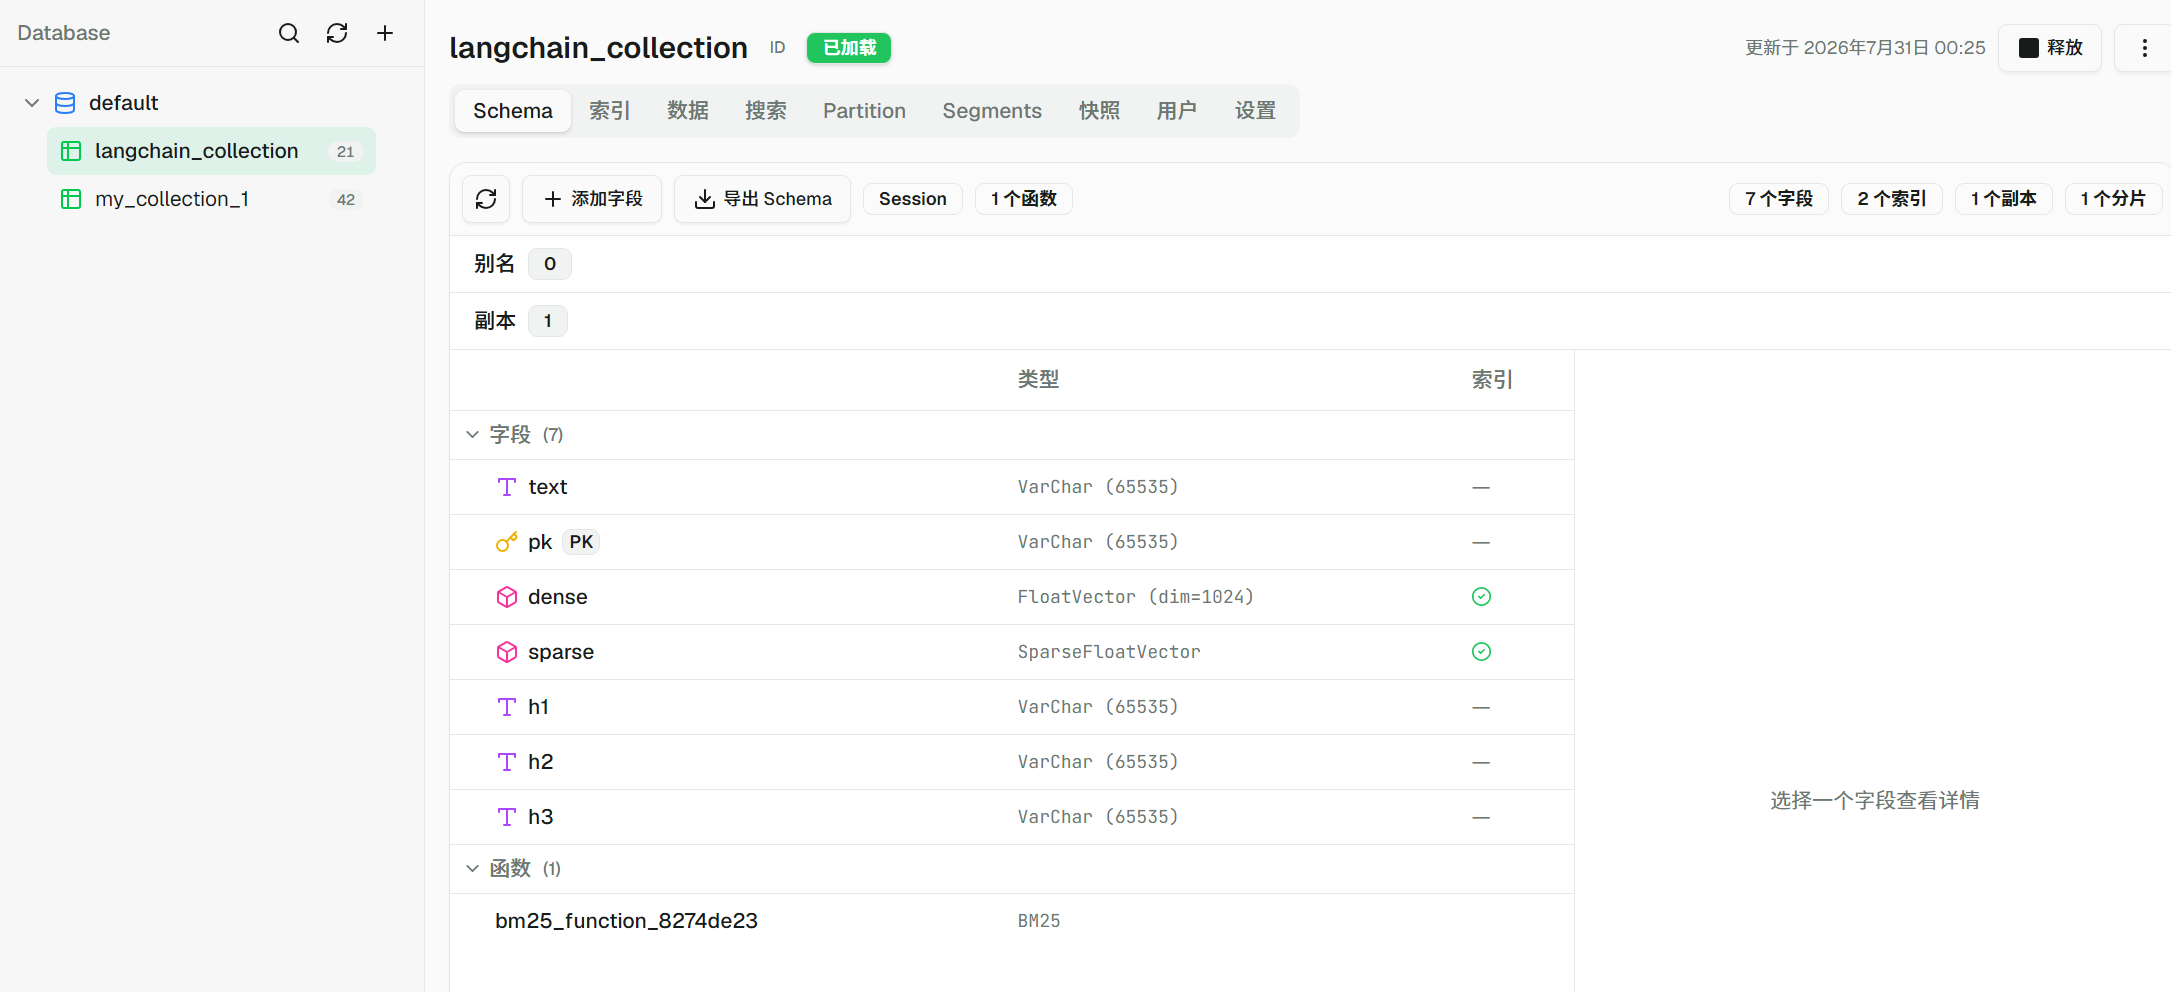 Database
default
langchain_collection 21
my_collection_1 42
langchain_collection ID 已加载
更新于 2026年7月31日 00:25 释放
Schema 索引 数据 搜索 Partition Segments 快照 用户 设置
添加字段 导出 Schema Session 1 个函数 7 个字段 2 个索引 1 个副本 1 个分片
别名 0
副本 1
类型 索引
字段 (7)
text VarChar (65535) —
pk PK VarChar (65535) —
dense FloatVector (dim=1024)
sparse SparseFloatVector
h1 VarChar (65535) —
h2 VarChar (65535) —
h3 VarChar (65535) —
函数 (1)
bm25_function_8274de23 BM25
选择一个字段查看详情